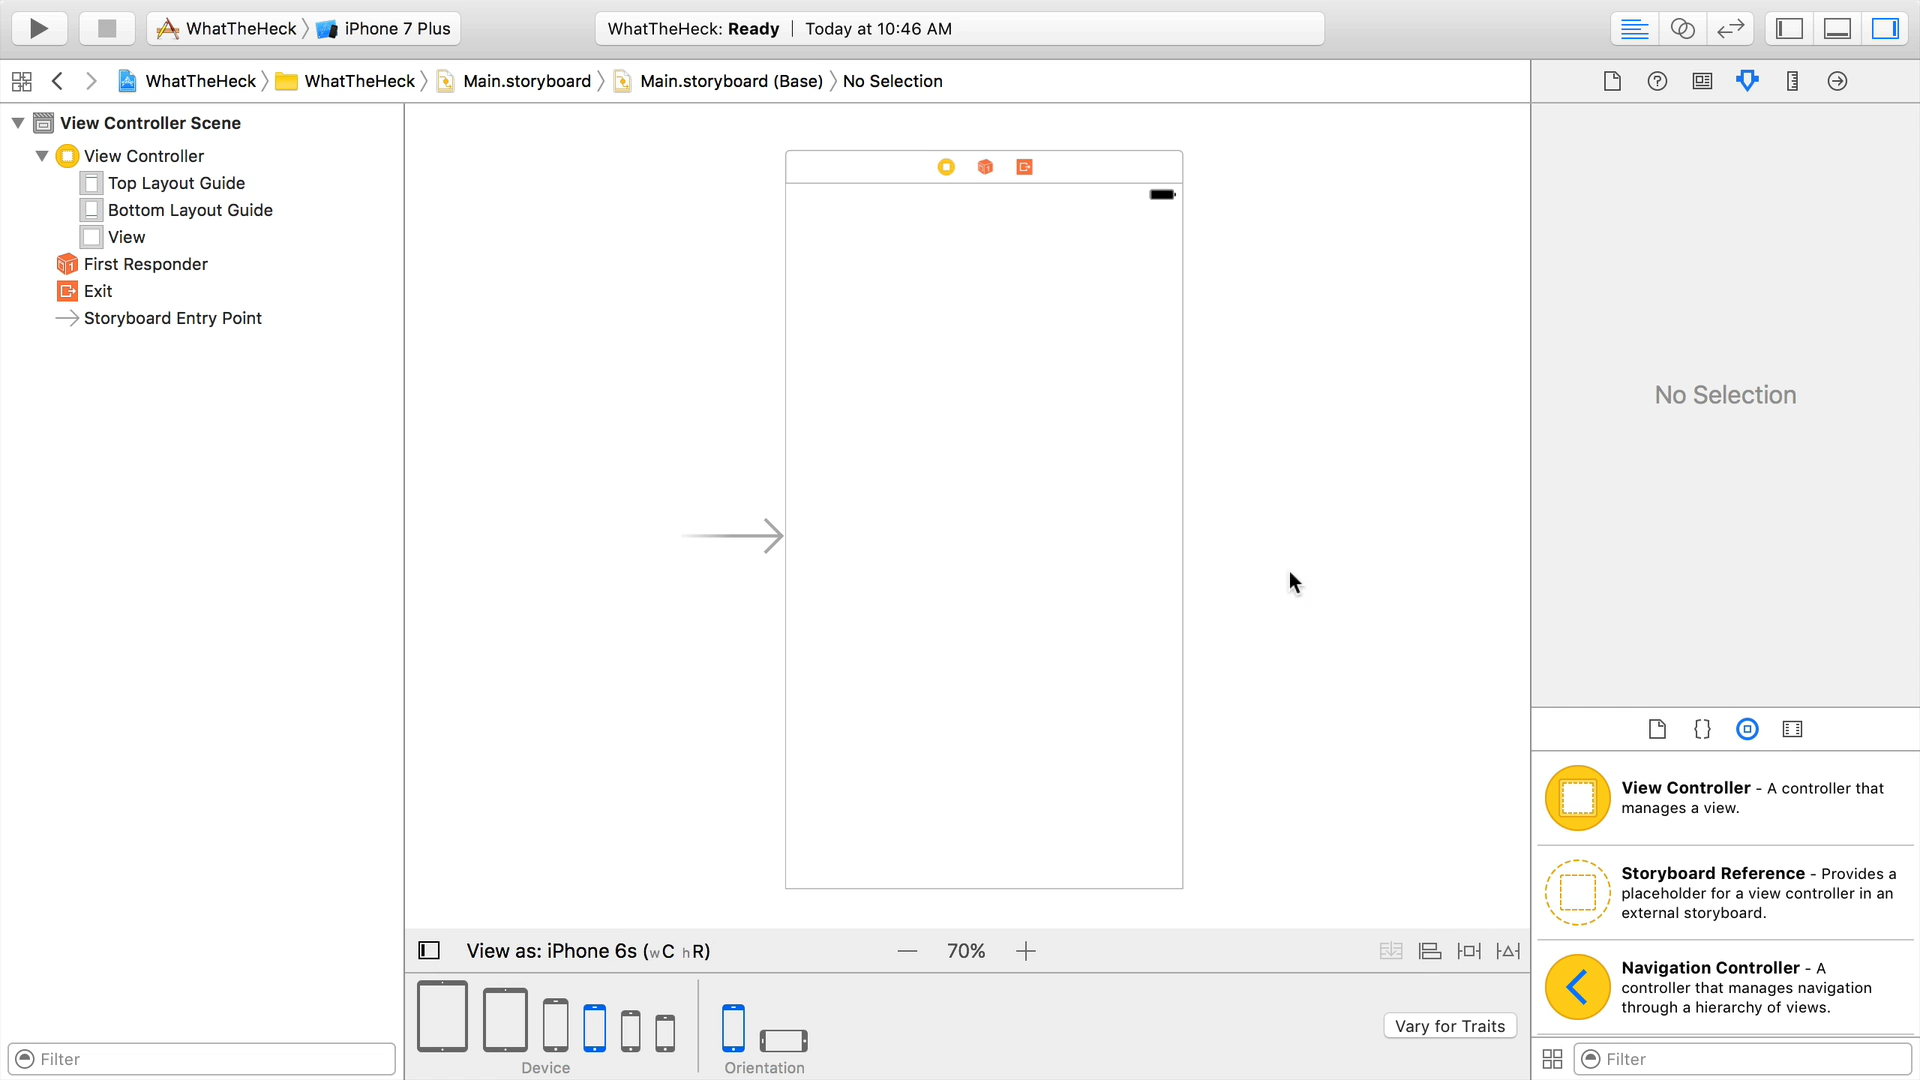 WhatTheHeck iPhone 7 Plus
WhatTheHeck: Ready | Today at 10:46 AM
WhatTheHeck WhatTheHeck Main.storyboard Main.storyboard (Base) No Selection
View Controller Scene
View Controller
Top Layout Guide
Bottom Layout Guide
View
First Responder
Exit
Storyboard Entry Point
Filter
View as: iPhone 6s (wC hR)
70%
Device
Orientation
Vary for Traits
No Selection
{}
View Controller - A controller that
manages a view.
Storyboard Reference - Provides a
placeholder for a view controller in an
external storyboard.
Navigation Controller - A
controller that manages navigation
through a hierarchy of views.
Filter